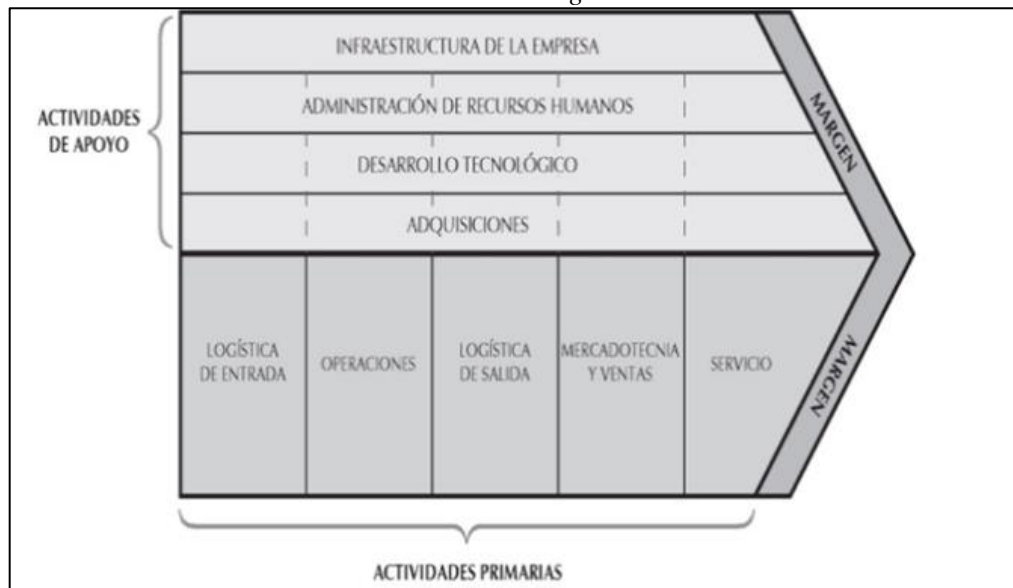 INFRAESTRUCTURA DE LA EMPRESA
ADMINISTRACIÓN DE RECURSOS HUMANOS
DESARROLLO TECNOLÓGICO
ADQUISICIONES
ACTIVIDADES
DE APOYO
MARGEN
LOGÍSTICA
DE ENTRADA
OPERACIONES
LOGÍSTICA
DE SALIDA
MERCADOTECNIA
Y VENTAS
SERVICIO
MARGEN
ACTIVIDADES PRIMARIAS